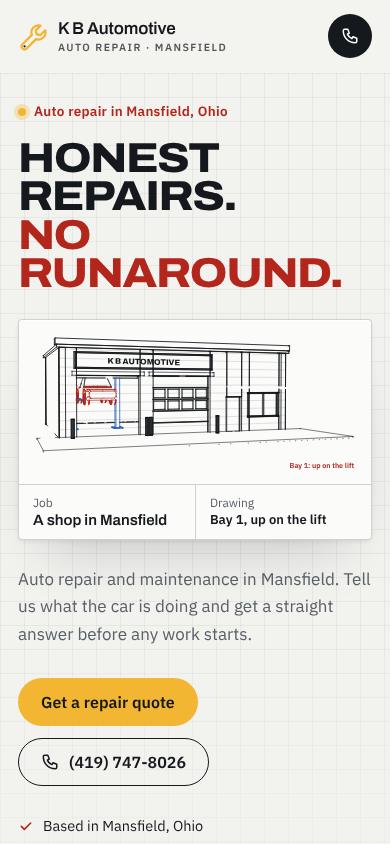 K B Automotive
AUTO REPAIR · MANSFIELD
Auto repair in Mansfield, Ohio
HONEST
REPAIRS.
NO
RUNAROUND.
K B AUTOMOTIVE
Bay 1: up on the lift
Job
A shop in Mansfield
Drawing
Bay 1, up on the lift
Auto repair and maintenance in Mansfield. Tell
us what the car is doing and get a straight
answer before any work starts.
Get a repair quote
(419) 747-8026
Based in Mansfield, Ohio